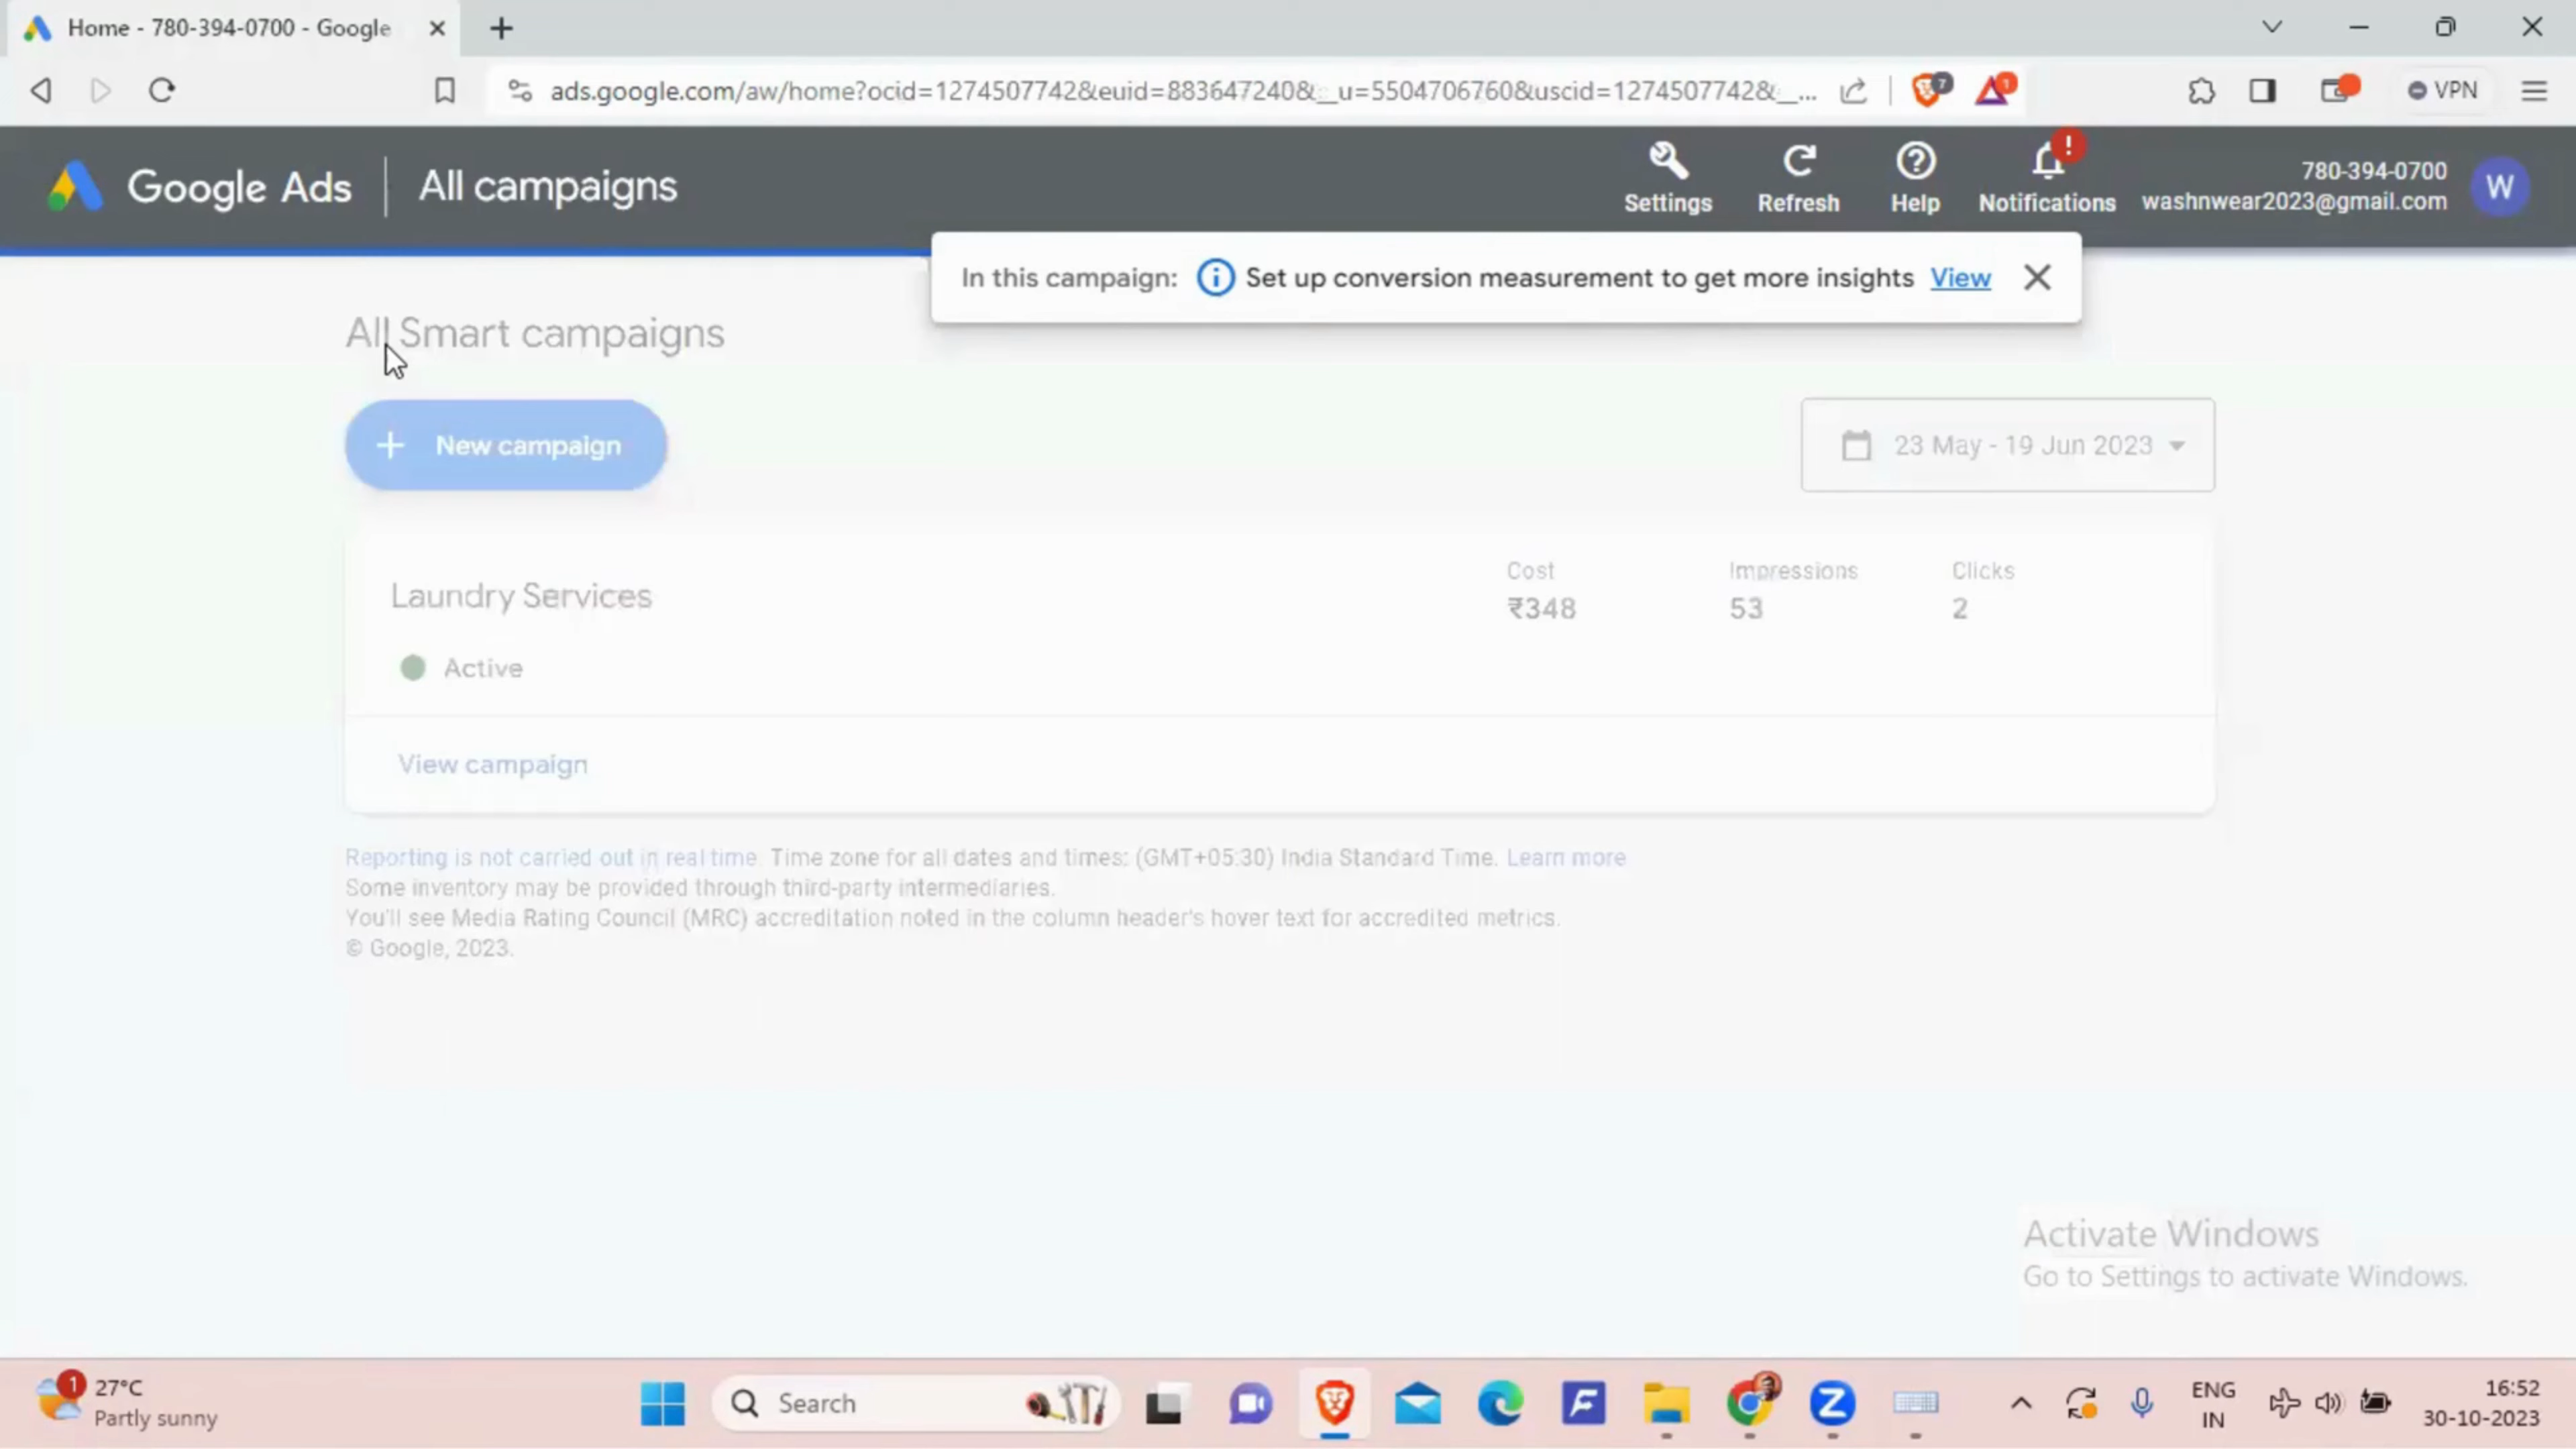 Home - 780-394-0700 - Google
ads.google.com/aw/home?ocid=1274507742&euid=883647240&__u=5504706760&uscid=1274507742&__...
7
1
VPN
Google Ads
All campaigns
Settings
Refresh
Help
!
Notifications
780-394-0700
washnwear2023@gmail.com
W
In this campaign: Set up conversion measurement to get more insights View
All Smart campaigns
+ New campaign
23 May - 19 Jun 2023
Laundry Services
Active
Cost
₹348
Impressions
53
Clicks
2
View campaign
Reporting is not carried out in real time. Time zone for all dates and times: (GMT+05:30) India Standard Time. Learn more
Some inventory may be provided through third-party intermediaries.
You'll see Media Rating Council (MRC) accreditation noted in the column header's hover text for accredited metrics.
© Google, 2023.
Activate Windows
Go to Settings to activate Windows.
1
27°C
Partly sunny
Search
ENG
IN
16:52
30-10-2023